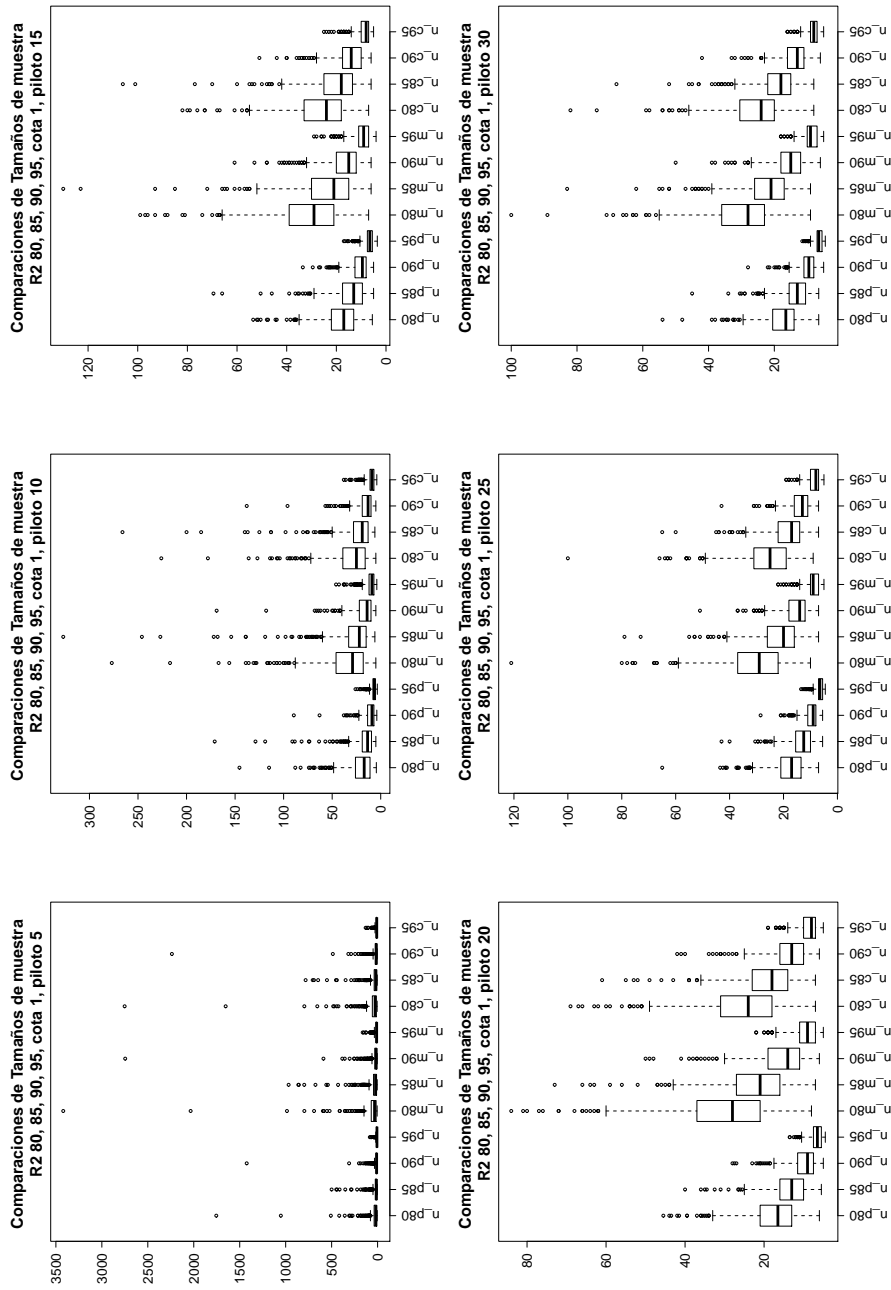 Comparaciones de Tamaños de muestra
R2 80, 85, 90, 95, cota 1, piloto 5
3500
3000
2500
2000
1500
1000
500
0
n_p80 n_p85 n_p90 n_p95 n_m80 n_m85 n_m90 n_m95 n_c80 n_c85 n_c90 n_c95
Comparaciones de Tamaños de muestra
R2 80, 85, 90, 95, cota 1, piloto 10
300
250
200
150
100
50
0
n_p80 n_p85 n_p90 n_p95 n_m80 n_m85 n_m90 n_m95 n_c80 n_c85 n_c90 n_c95
Comparaciones de Tamaños de muestra
R2 80, 85, 90, 95, cota 1, piloto 15
120
100
80
60
40
20
0
n_p80 n_p85 n_p90 n_p95 n_m80 n_m85 n_m90 n_m95 n_c80 n_c85 n_c90 n_c95
Comparaciones de Tamaños de muestra
R2 80, 85, 90, 95, cota 1, piloto 20
80
60
40
20
n_p80 n_p85 n_p90 n_p95 n_m80 n_m85 n_m90 n_m95 n_c80 n_c85 n_c90 n_c95
Comparaciones de Tamaños de muestra
R2 80, 85, 90, 95, cota 1, piloto 25
120
100
80
60
40
20
0
n_p80 n_p85 n_p90 n_p95 n_m80 n_m85 n_m90 n_m95 n_c80 n_c85 n_c90 n_c95
Comparaciones de Tamaños de muestra
R2 80, 85, 90, 95, cota 1, piloto 30
100
80
60
40
20
n_p80 n_p85 n_p90 n_p95 n_m80 n_m85 n_m90 n_m95 n_c80 n_c85 n_c90 n_c95